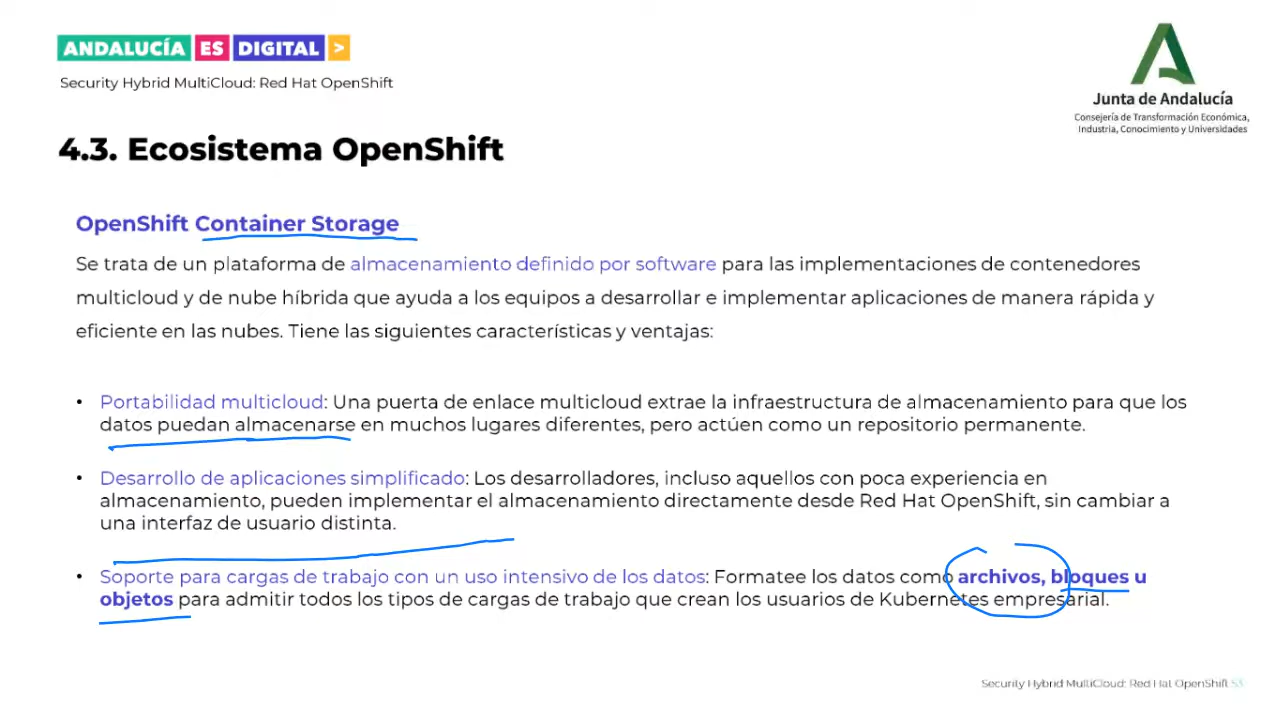 ANDALUCÍA ES DIGITAL >
Security Hybrid MultiCloud: Red Hat OpenShift
Junta de Andalucía
Consejería de Transformación Económica,
Industria, Conocimiento y Universidades
4.3. Ecosistema OpenShift
OpenShift Container Storage
Se trata de un plataforma de almacenamiento definido por software para las implementaciones de contenedores
multicloud y de nube híbrida que ayuda a los equipos a desarrollar e implementar aplicaciones de manera rápida y
eficiente en las nubes. Tiene las siguientes características y ventajas:
• Portabilidad multicloud: Una puerta de enlace multicloud extrae la infraestructura de almacenamiento para que los
datos puedan almacenarse en muchos lugares diferentes, pero actúen como un repositorio permanente.
• Desarrollo de aplicaciones simplificado: Los desarrolladores, incluso aquellos con poca experiencia en
almacenamiento, pueden implementar el almacenamiento directamente desde Red Hat OpenShift, sin cambiar a
una interfaz de usuario distinta.
• Soporte para cargas de trabajo con un uso intensivo de los datos: Formatee los datos como archivos, bloques u
objetos para admitir todos los tipos de cargas de trabajo que crean los usuarios de Kubernetes empresarial.
Security Hybrid MultiCloud: Red Hat OpenShift 53